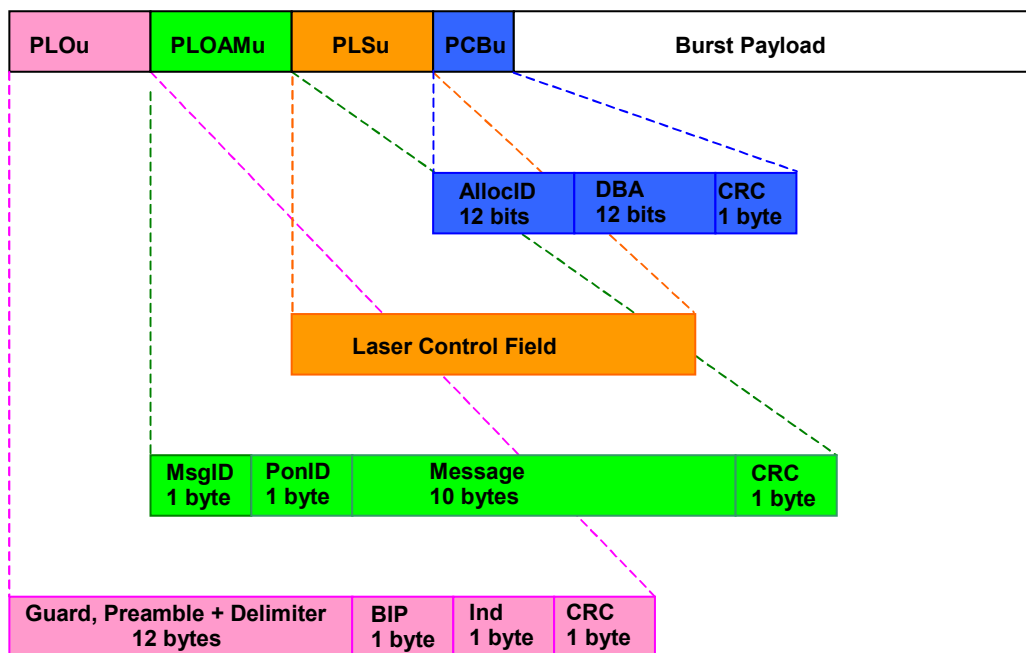 PLOu PLOAMu PLSu PCBu Burst Payload
AllocID DBA CRC
12 bits 12 bits 1 byte
Laser Control Field
MsgID PonID Message CRC
1 byte 1 byte 10 bytes 1 byte
Guard, Preamble + Delimiter BIP Ind CRC
12 bytes 1 byte 1 byte 1 byte